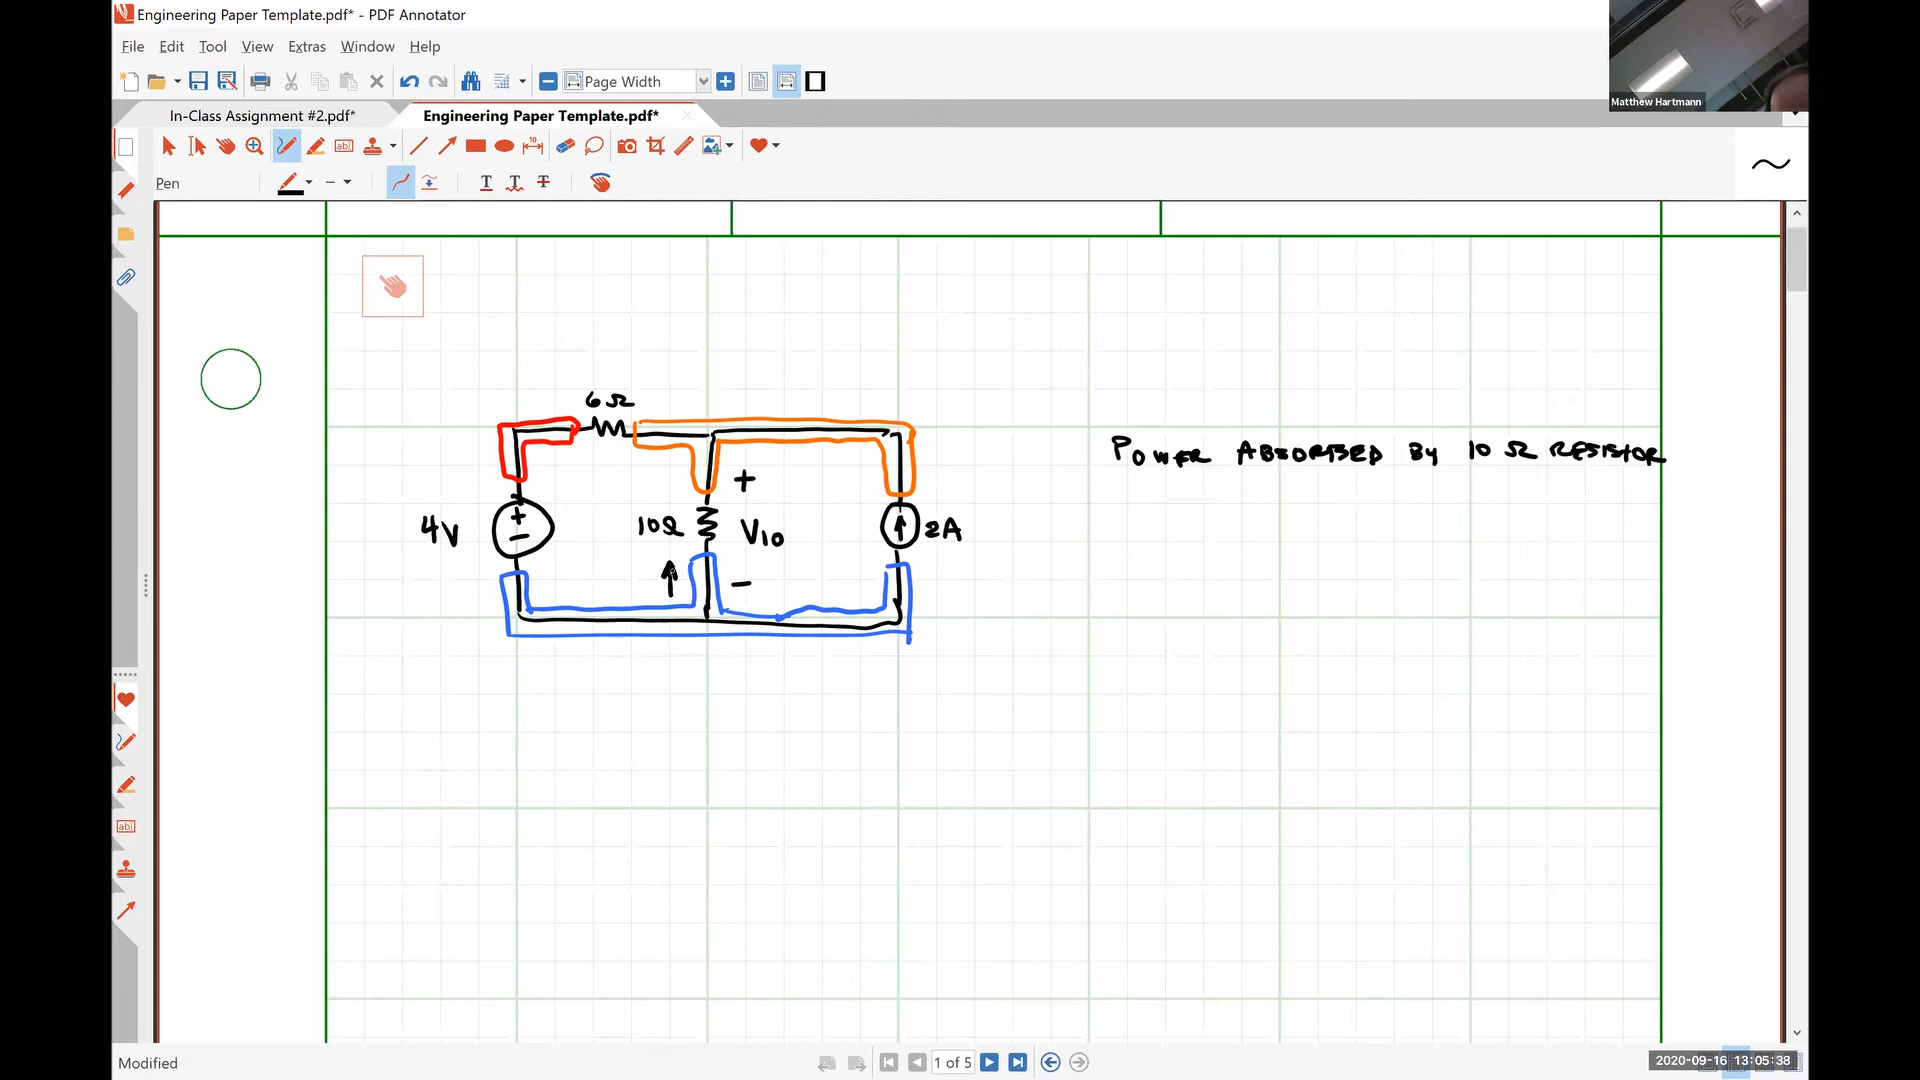 Engineering Paper Template.pdf* - PDF Annotator
File Edit Tool View Extras Window Help
Page Width
Matthew Hartmann
In-Class Assignment #2.pdf* Engineering Paper Template.pdf*
Pen
6Ω
POWER ABSORBED BY 10 Ω RESISTOR
+
4V + - 10Ω V10 2A
-
Modified
1 of 5
2020-09-16 13:05:38